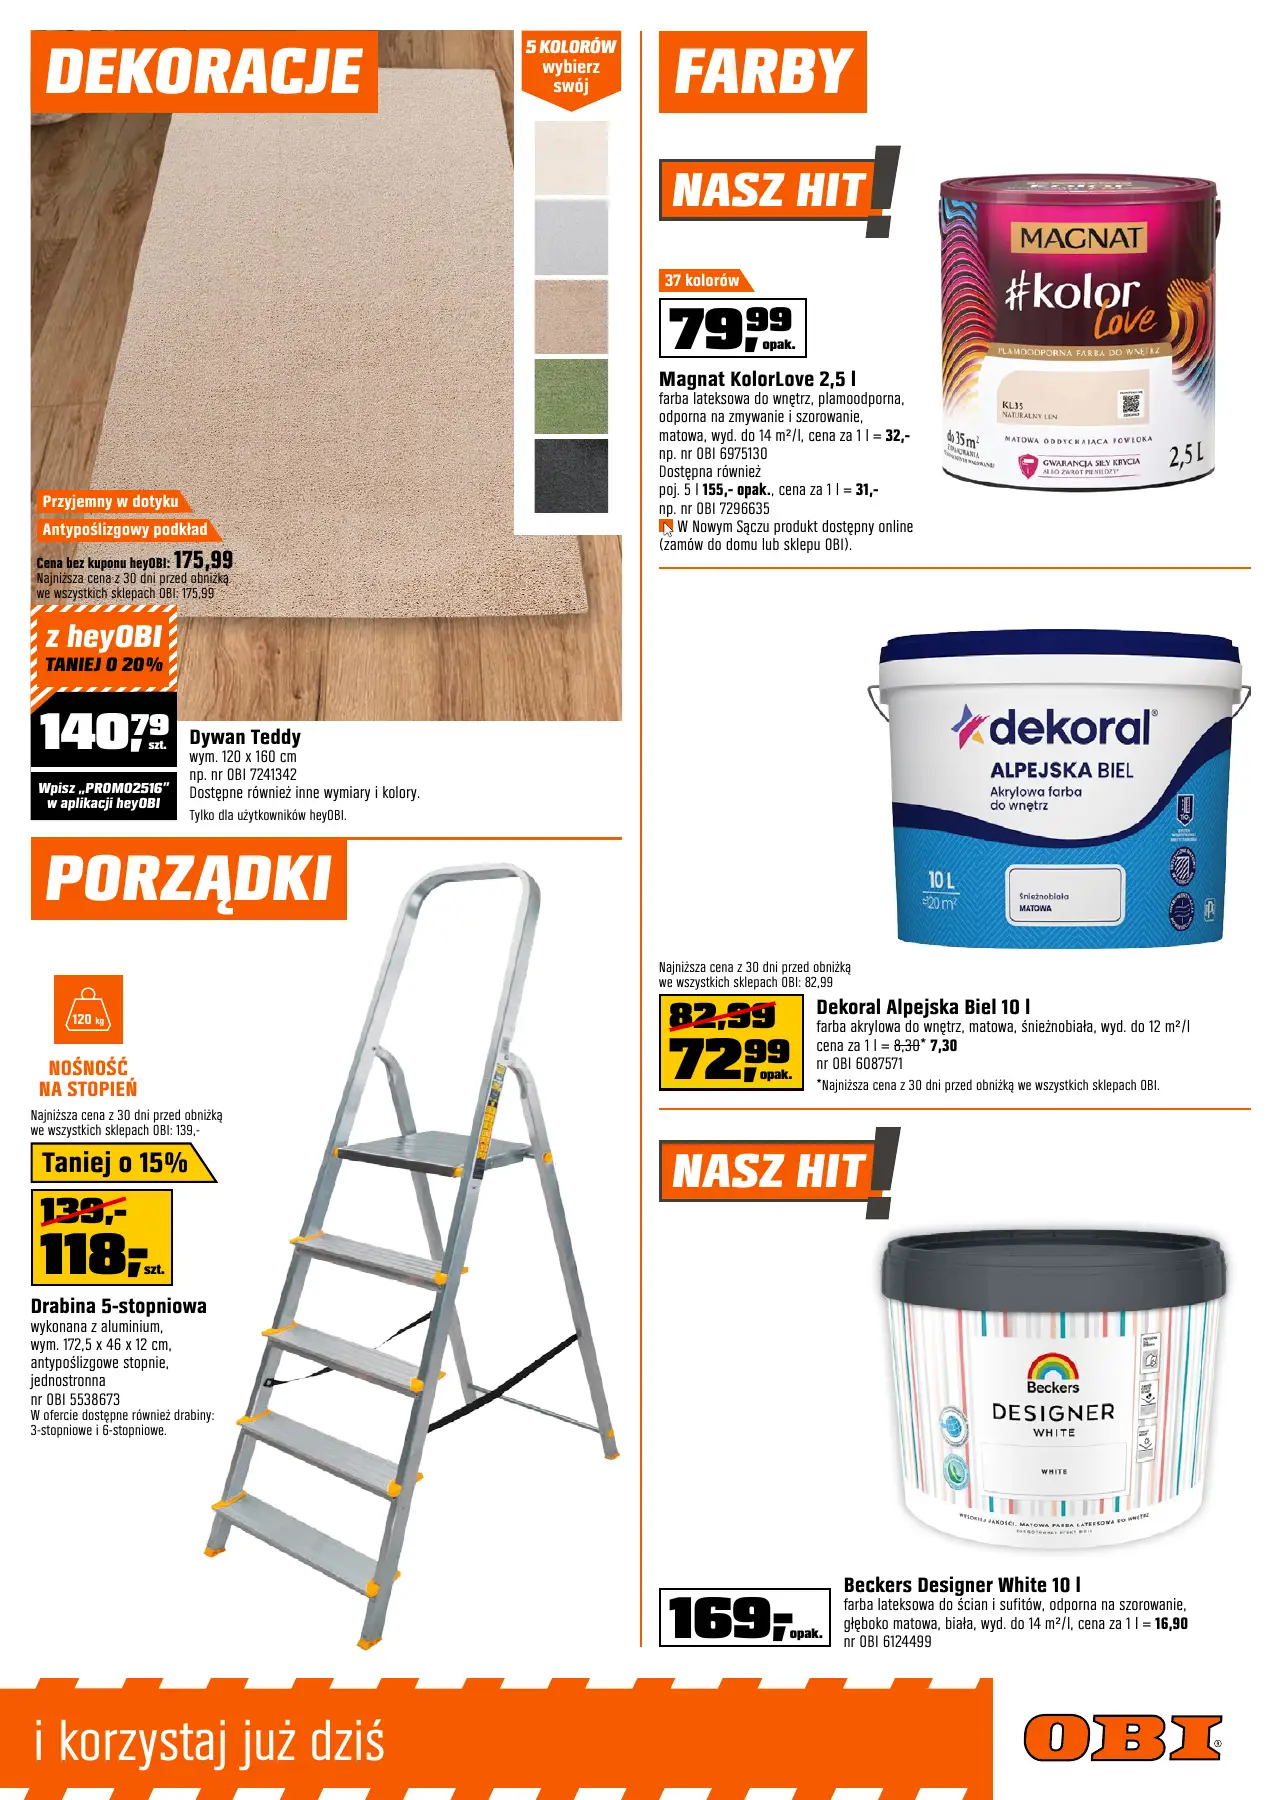 DEKORACJE
5 KOLORÓW
wybierz
swój
Przyjemny w dotyku
Antypoślizgowy podkład
Cena bez kuponu heyOBI: 175,99
Najniższa cena z 30 dni przed obniżką
we wszystkich sklepach OBI: 175,99
z heyOBI
TANIEJ O 20%
140,79
szt.
Wpisz „PROMO2516”
w aplikacji heyOBI
Dywan Teddy
wym. 120 x 160 cm
np. nr OBI 7241342
Dostępne również inne wymiary i kolory.
Tylko dla użytkowników heyOBI.
PORZĄDKI
120 kg
NOŚNOŚĆ
NA STOPIEŃ
Najniższa cena z 30 dni przed obniżką
we wszystkich sklepach OBI: 139,-
Taniej o 15%
139,-
118,-
szt.
Drabina 5-stopniowa
wykonana z aluminium,
wym. 172,5 x 46 x 12 cm,
antypoślizgowe stopnie,
jednostronna
nr OBI 5538673
W ofercie dostępne również drabiny:
3-stopniowe i 6-stopniowe.
FARBY
NASZ HIT!
37 kolorów
79,99
opak.
Magnat KolorLove 2,5 l
farba lateksowa do wnętrz, plamoodporna,
odporna na zmywanie i szorowanie,
matowa, wyd. do 14 m²/l, cena za 1 l = 32,-
np. nr OBI 6975130
Dostępna również
poj. 5 l 155,- opak., cena za 1 l = 31,-
np. nr OBI 7296635
W Nowym Sączu produkt dostępny online
(zamów do domu lub sklepu OBI).
MAGNAT
#kolor
Love
PLAMOODPORNA FARBA DO WNĘTRZ
KL35
NATURALNY LEN
do 35 m²
MATOWA ODDYCHAJĄCA POWŁOKA
GWARANCJA SIŁY KRYCIA
ALBO ZWROT PIENIĘDZY*
2,5 L
dekoral®
ALPEJSKA BIEL
Akrylowa farba
do wnętrz
10 L
≈120 m²
Śnieżnobiała
MATOWA
Najniższa cena z 30 dni przed obniżką
we wszystkich sklepach OBI: 82,99
82,99
72,99
opak.
Dekoral Alpejska Biel 10 l
farba akrylowa do wnętrz, matowa, śnieżnobiała, wyd. do 12 m²/l
cena za 1 l = 8,30* 7,30
nr OBI 6087571
*Najniższa cena z 30 dni przed obniżką we wszystkich sklepach OBI.
NASZ HIT!
Beckers
DESIGNER
WHITE
WHITE
WYSOKIEJ JAKOŚCI, MATOWA FARBA LATEKSOWA DO WNĘTRZ
169,-
opak.
Beckers Designer White 10 l
farba lateksowa do ścian i sufitów, odporna na szorowanie,
głęboko matowa, biała, wyd. do 14 m²/l, cena za 1 l = 16,90
nr OBI 6124499
i korzystaj już dziś
OBI®